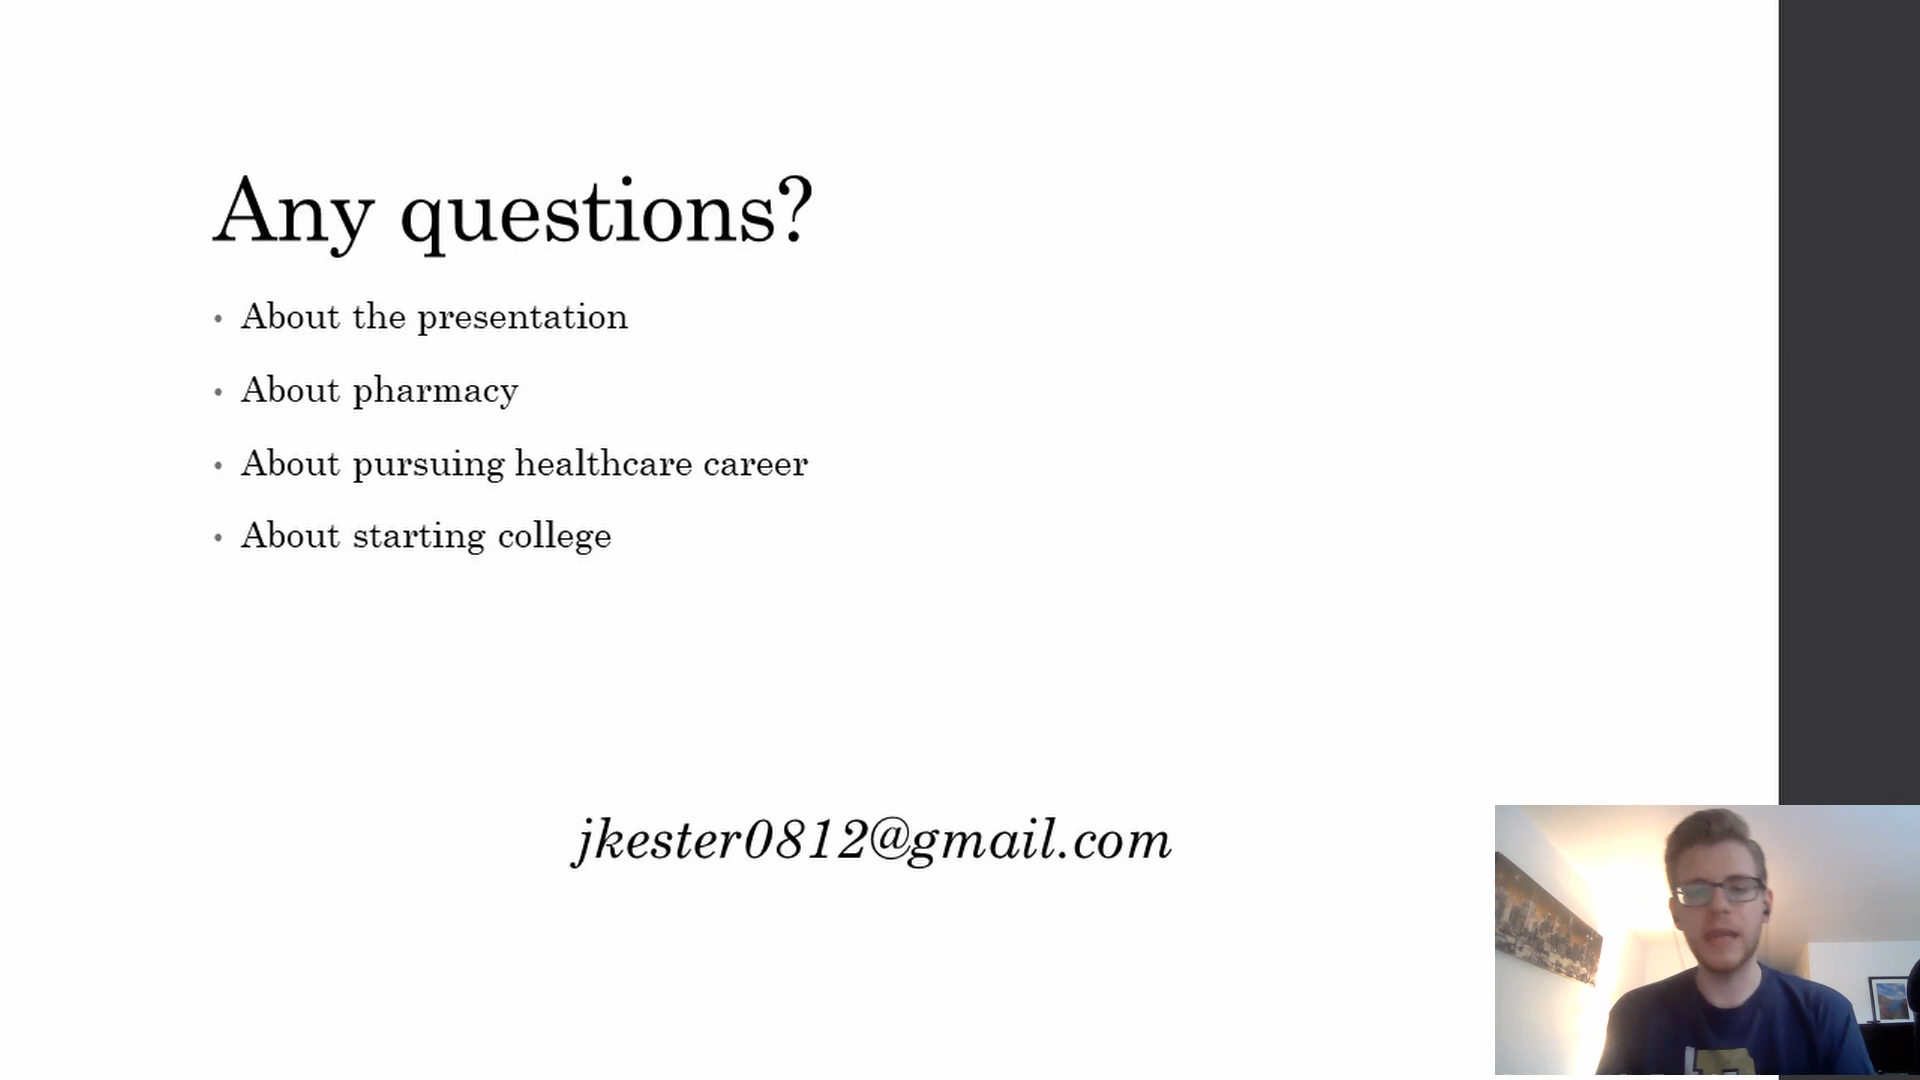 Any questions?
• About the presentation
• About pharmacy
• About pursuing healthcare career
• About starting college
jkester0812@gmail.com